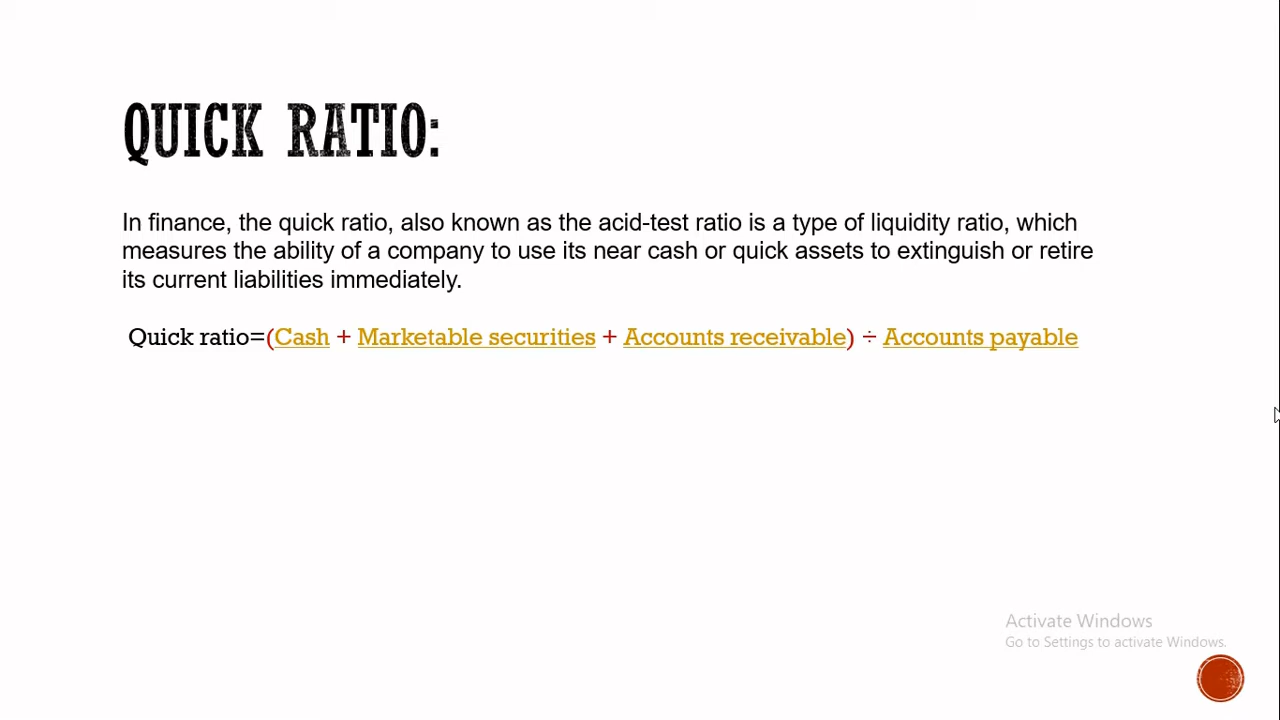 QUICK RATIO:
In finance, the quick ratio, also known as the acid-test ratio is a type of liquidity ratio, which
measures the ability of a company to use its near cash or quick assets to extinguish or retire
its current liabilities immediately.
Quick ratio=(Cash + Marketable securities + Accounts receivable) ÷ Accounts payable
Activate Windows
Go to Settings to activate Windows.